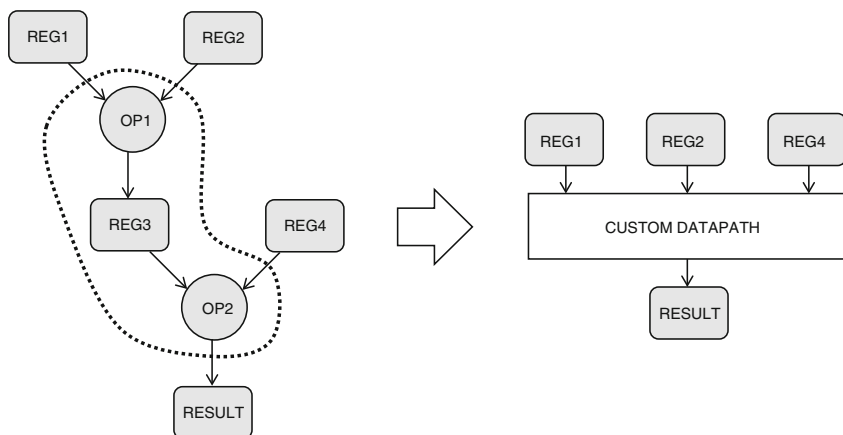 REG1
REG2
OP1
REG3
REG4
OP2
RESULT
REG1
REG2
REG4
CUSTOM DATAPATH
RESULT